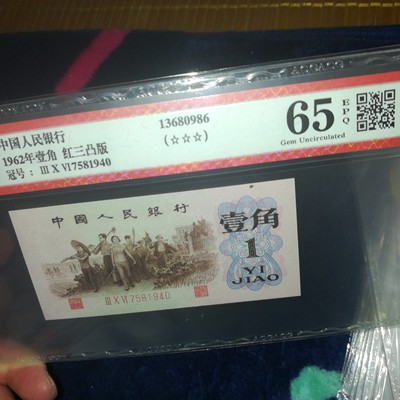 中国人民银行
1962年壹角 红三凸版
冠号： Ⅲ Ⅹ Ⅵ7581940
13680986
(☆☆☆)
65
EPQ
Gem Uncirculated
中國人民銀行
壹角
1
YI
JIAO
Ⅲ Ⅹ Ⅵ 7581940